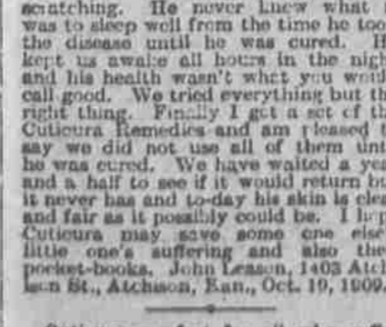 scratching. He never knew what i
was to sleep well from the time he too
the disease until he was cured. H
kept us awake all hours in the nigh
and his health wasn't what you woul
call good. We tried everything but th
right thing. Finally I got a set of th
Cuticura Remedies and am pleased t
say we did not use all of them unt
he was cured. We have waited a yea
and a half to see if it would return bu
it never has and to-day his skin is clea
and fair as it possibly could be. I hop
Cuticura may save some one else'
little one's suffering and also thei
pocket-books. John Leason, 1403 Atch
ison St., Atchison, Kan., Oct. 19, 1909.